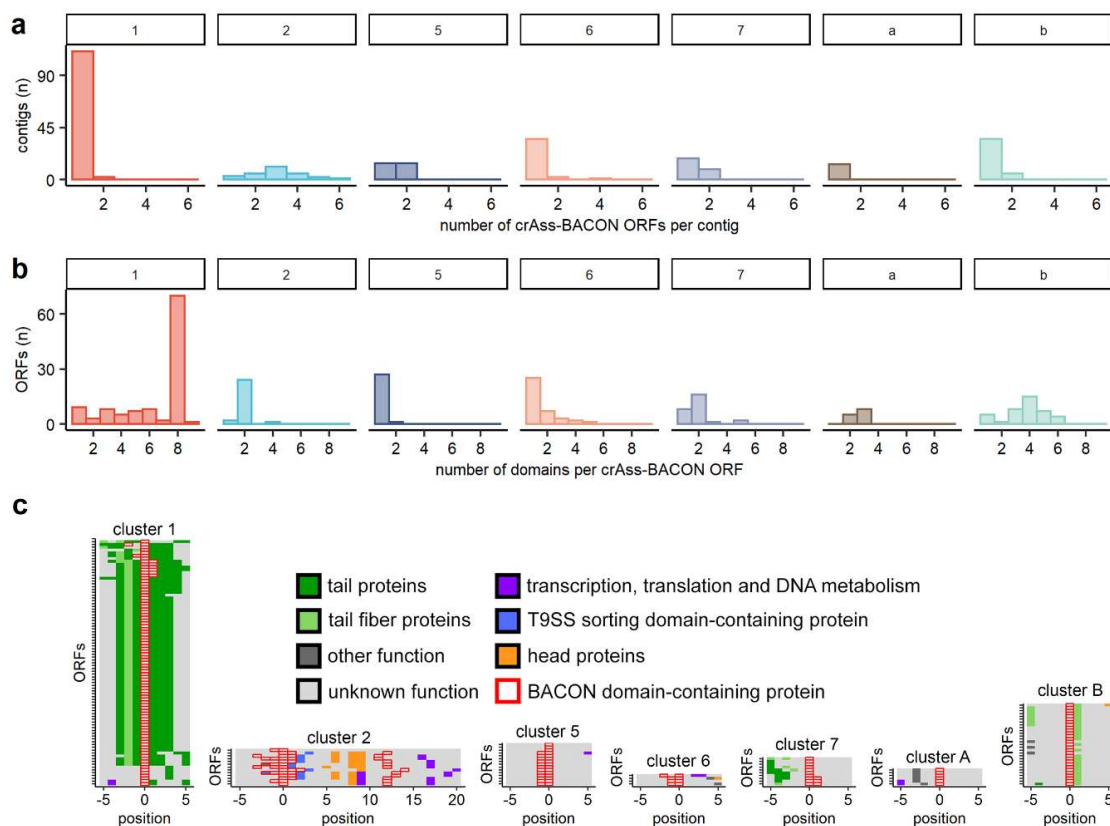 a
1 2 5 6 7 a b
contigs (n)
90
45
0
2 4 6 2 4 6 2 4 6 2 4 6 2 4 6 2 4 6 2 4 6
number of crAss-BACON ORFs per contig
b
1 2 5 6 7 a b
ORFs (n)
60
30
0
2 4 6 8 2 4 6 8 2 4 6 8 2 4 6 8 2 4 6 8 2 4 6 8 2 4 6 8
number of domains per crAss-BACON ORF
c
cluster 1
ORFs
-5 0 5
position
tail proteins
tail fiber proteins
other function
unknown function
transcription, translation and DNA metabolism
T9SS sorting domain-containing protein
head proteins
BACON domain-containing protein
cluster 2
ORFs
-5 0 5 10 15 20
position
cluster 5
ORFs
-5 0 5
position
cluster 6
ORFs
-5 0 5
position
cluster 7
ORFs
-5 0 5
position
cluster A
ORFs
-5 0 5
position
cluster B
ORFs
-5 0 5
position